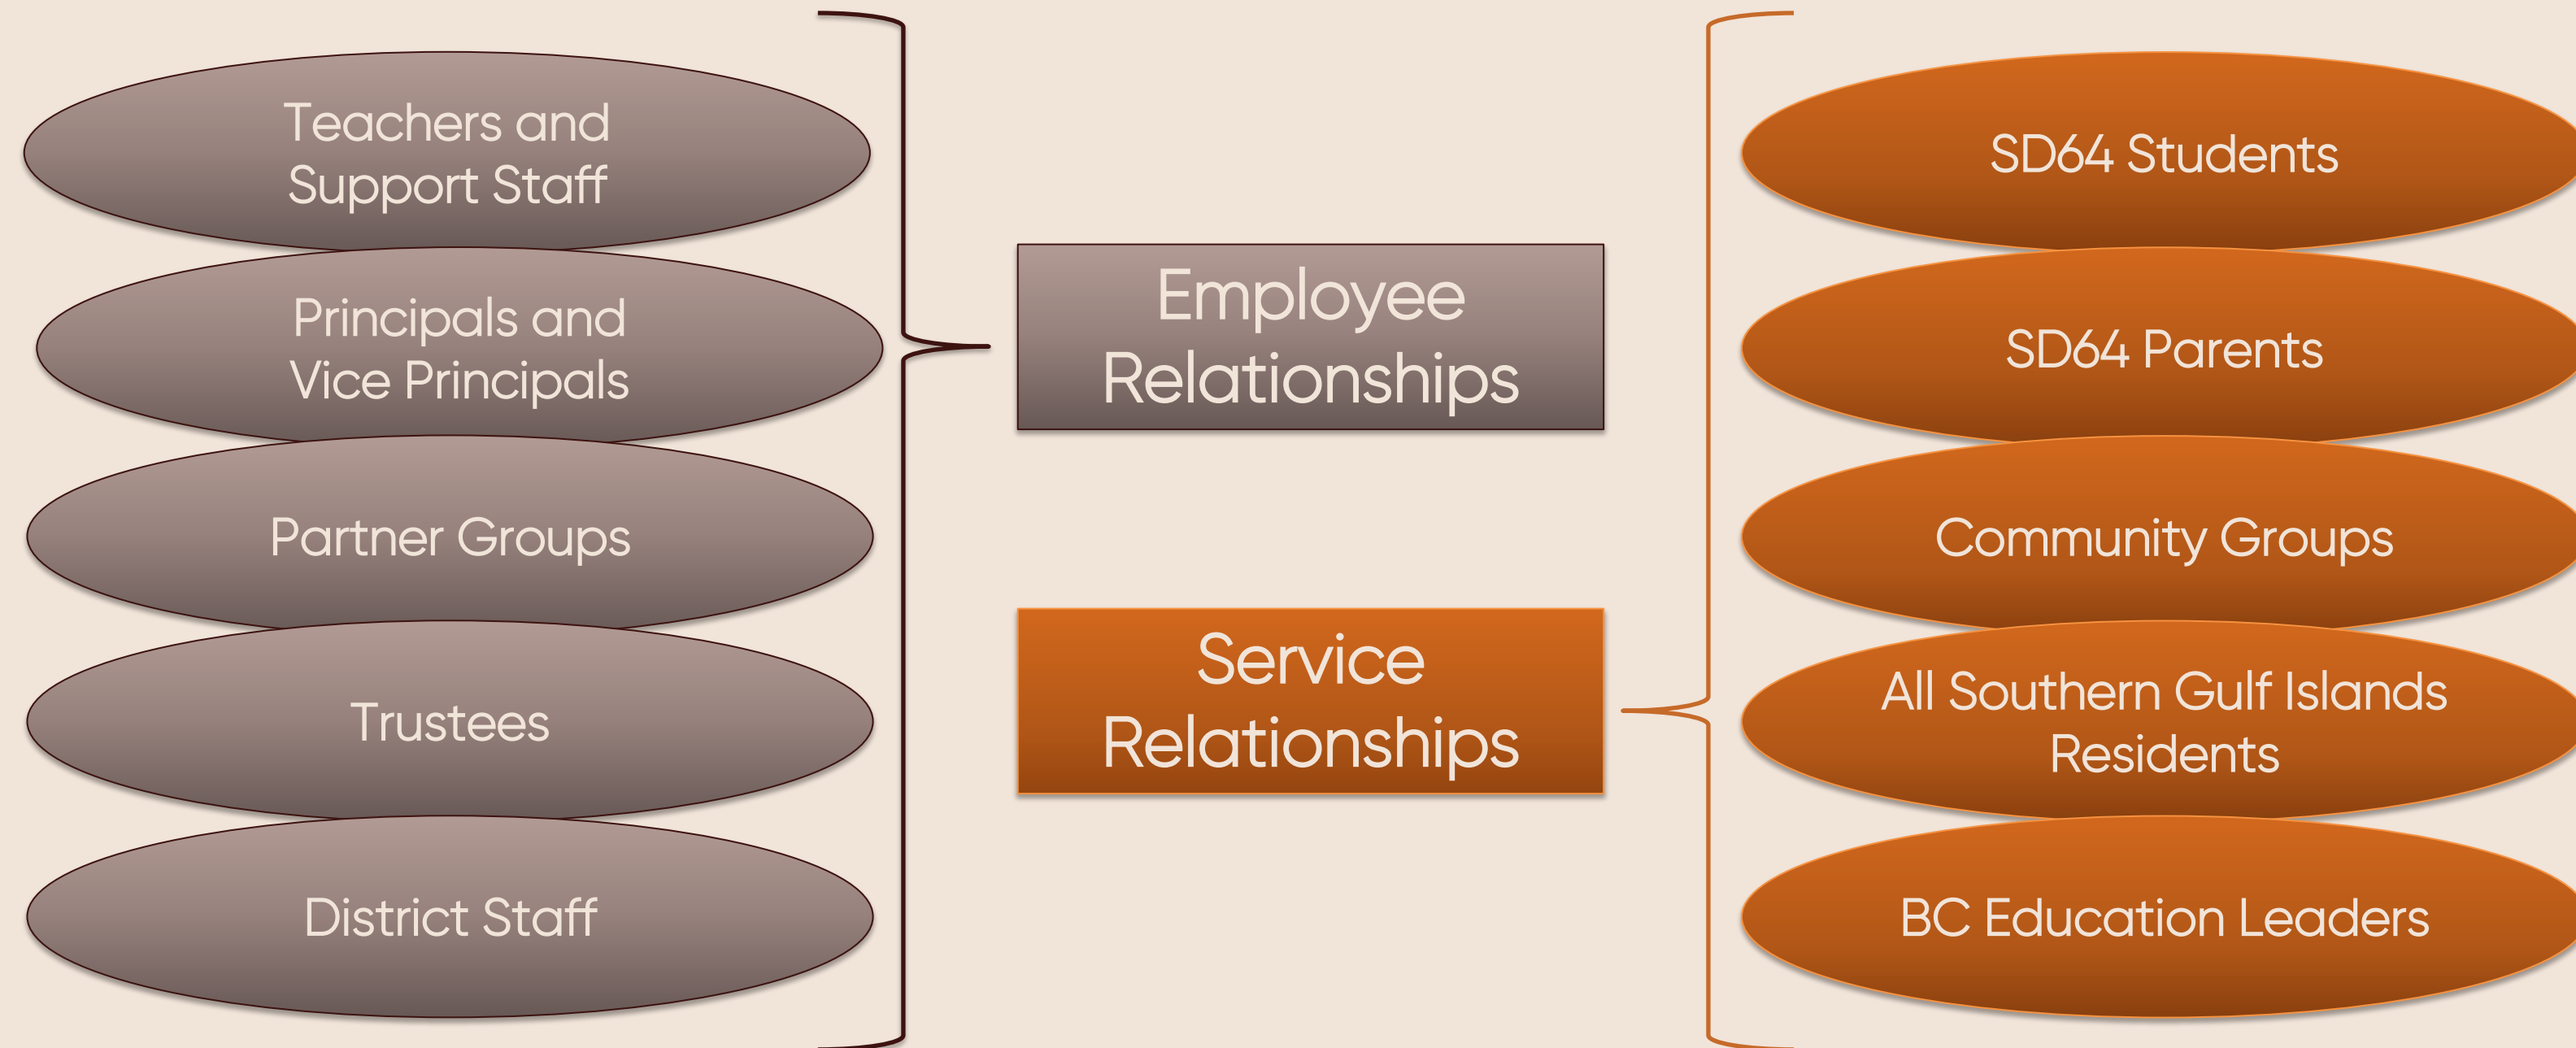 Teachers and
Support Staff
Principals and
Vice Principals
Partner Groups
Trustees
District Staff
Employee
Relationships
Service
Relationships
SD64 Students
SD64 Parents
Community Groups
All Southern Gulf Islands
Residents
BC Education Leaders